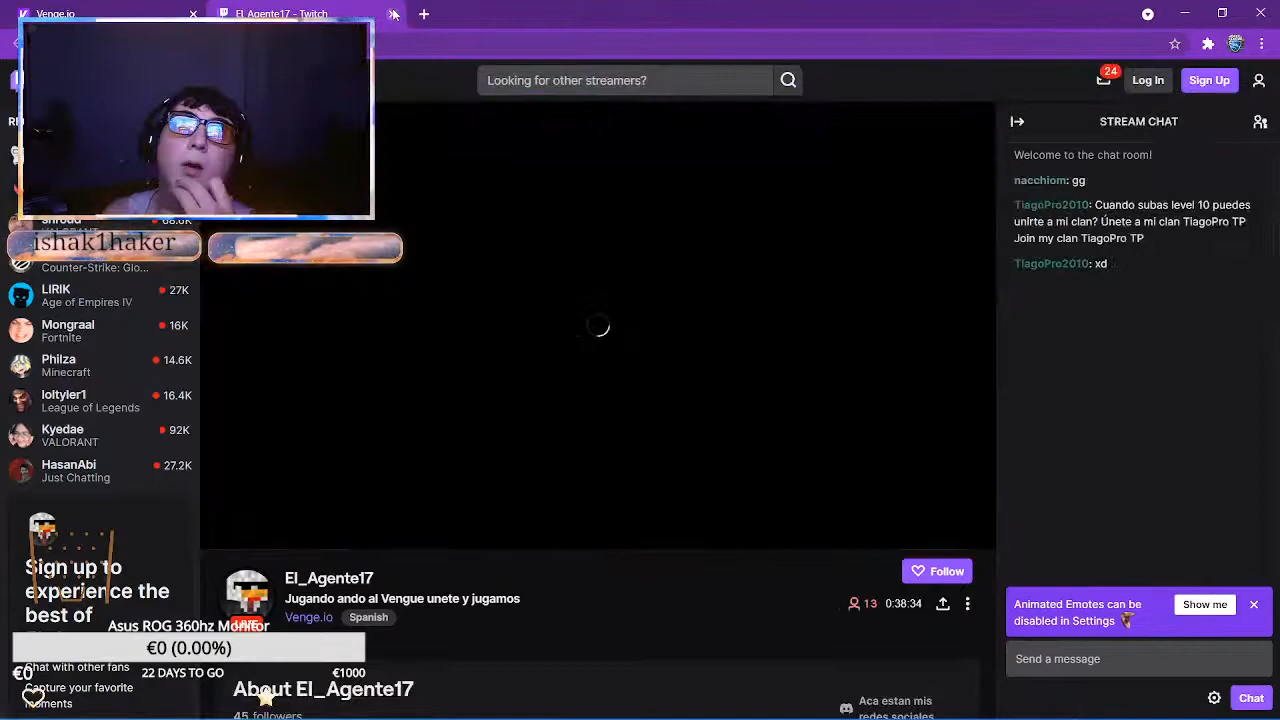 Venge.io
El_Agente17 - Twitch
Looking for other streamers?
24
Log In
Sign Up
shroud
68.6K
VALORANT
ishak1haker
Counter-Strike: Glo...
LIRIK
27K
Age of Empires IV
Mongraal
16K
Fortnite
Philza
14.6K
Minecraft
loltyler1
16.4K
League of Legends
Kyedae
92K
VALORANT
HasanAbi
27.2K
Just Chatting
Sign up to
experience the
best of
Asus ROG 360hz Monitor
€0 (0.00%)
Chat with other fans
€0
22 DAYS TO GO
€1000
Capture your favorite
moments
El_Agente17
Jugando ando al Vengue unete y jugamos
LIVE
Venge.io
Spanish
Follow
13
0:38:34
About El_Agente17
45 followers
Aca estan mis
redes sociales
STREAM CHAT
Welcome to the chat room!
nacchiom: gg
TiagoPro2010: Cuando subas level 10 puedes
unirte a mi clan? Únete a mi clan TiagoPro TP
Join my clan TiagoPro TP
TiagoPro2010: xd
Animated Emotes can be
disabled in Settings
Show me
Send a message
Chat